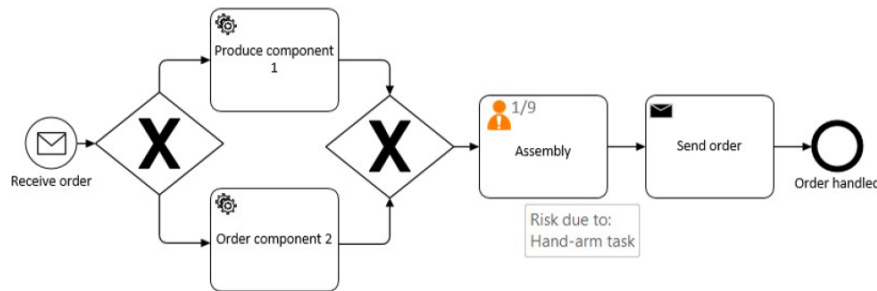 Produce component
1
X
X
1/9
Assembly
Send order
Receive order
Order handled
Order component 2
Risk due to:
Hand-arm task